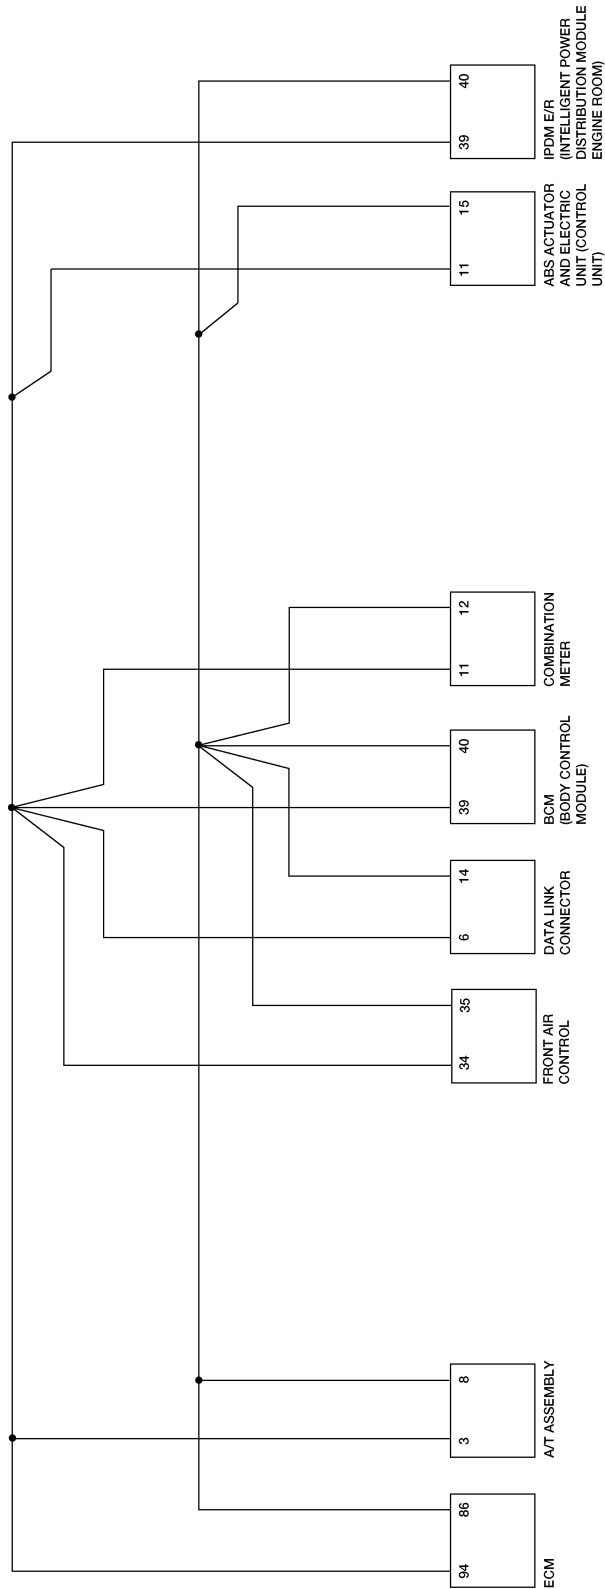 94 86
ECM
3 8
A/T ASSEMBLY
34 35
FRONT AIR
CONTROL
6 14
DATA LINK
CONNECTOR
39 40
BCM
(BODY CONTROL
MODULE)
11 12
COMBINATION
METER
11 15
ABS ACTUATOR
AND ELECTRIC
UNIT (CONTROL
UNIT)
39 40
IPDM E/R
(INTELLIGENT POWER
DISTRIBUTION MODULE
ENGINE ROOM)